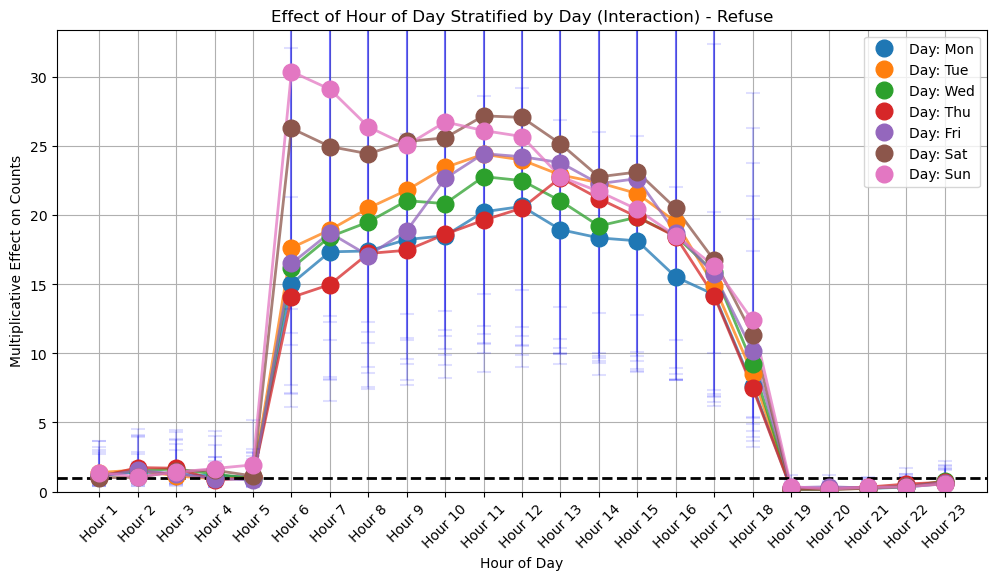 Effect of Hour of Day Stratified by Day (Interaction) - Refuse
Multiplicative Effect on Counts
30
25
20
15
10
5
0
Day: Mon
Day: Tue
Day: Wed
Day: Thu
Day: Fri
Day: Sat
Day: Sun
Hour 1
Hour 2
Hour 3
Hour 4
Hour 5
Hour 6
Hour 7
Hour 8
Hour 9
Hour 10
Hour 11
Hour 12
Hour 13
Hour 14
Hour 15
Hour 16
Hour 17
Hour 18
Hour 19
Hour 20
Hour 21
Hour 22
Hour 23
Hour of Day